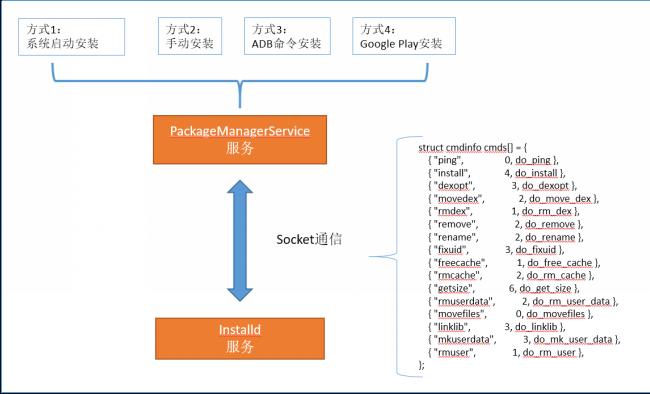 方式1：
系统启动安装
方式2：
手动安装
方式3：
ADB命令安装
方式4：
Google Play安装
PackageManagerService
服务
Socket通信
Installd
服务
struct cmdinfo cmds[] = {
{ "ping", 0, do_ping },
{ "install", 4, do_install },
{ "dexopt", 3, do_dexopt },
{ "movedex", 2, do_move_dex },
{ "rmdex", 1, do_rm_dex },
{ "remove", 2, do_remove },
{ "rename", 2, do_rename },
{ "fixuid", 3, do_fixuid },
{ "freecache", 1, do_free_cache },
{ "rmcache", 2, do_rm_cache },
{ "getsize", 6, do_get_size },
{ "rmuserdata", 2, do_rm_user_data },
{ "movefiles", 0, do_movefiles },
{ "linklib", 3, do_linklib },
{ "mkuserdata", 3, do_mk_user_data },
{ "rmuser", 1, do_rm_user },
};